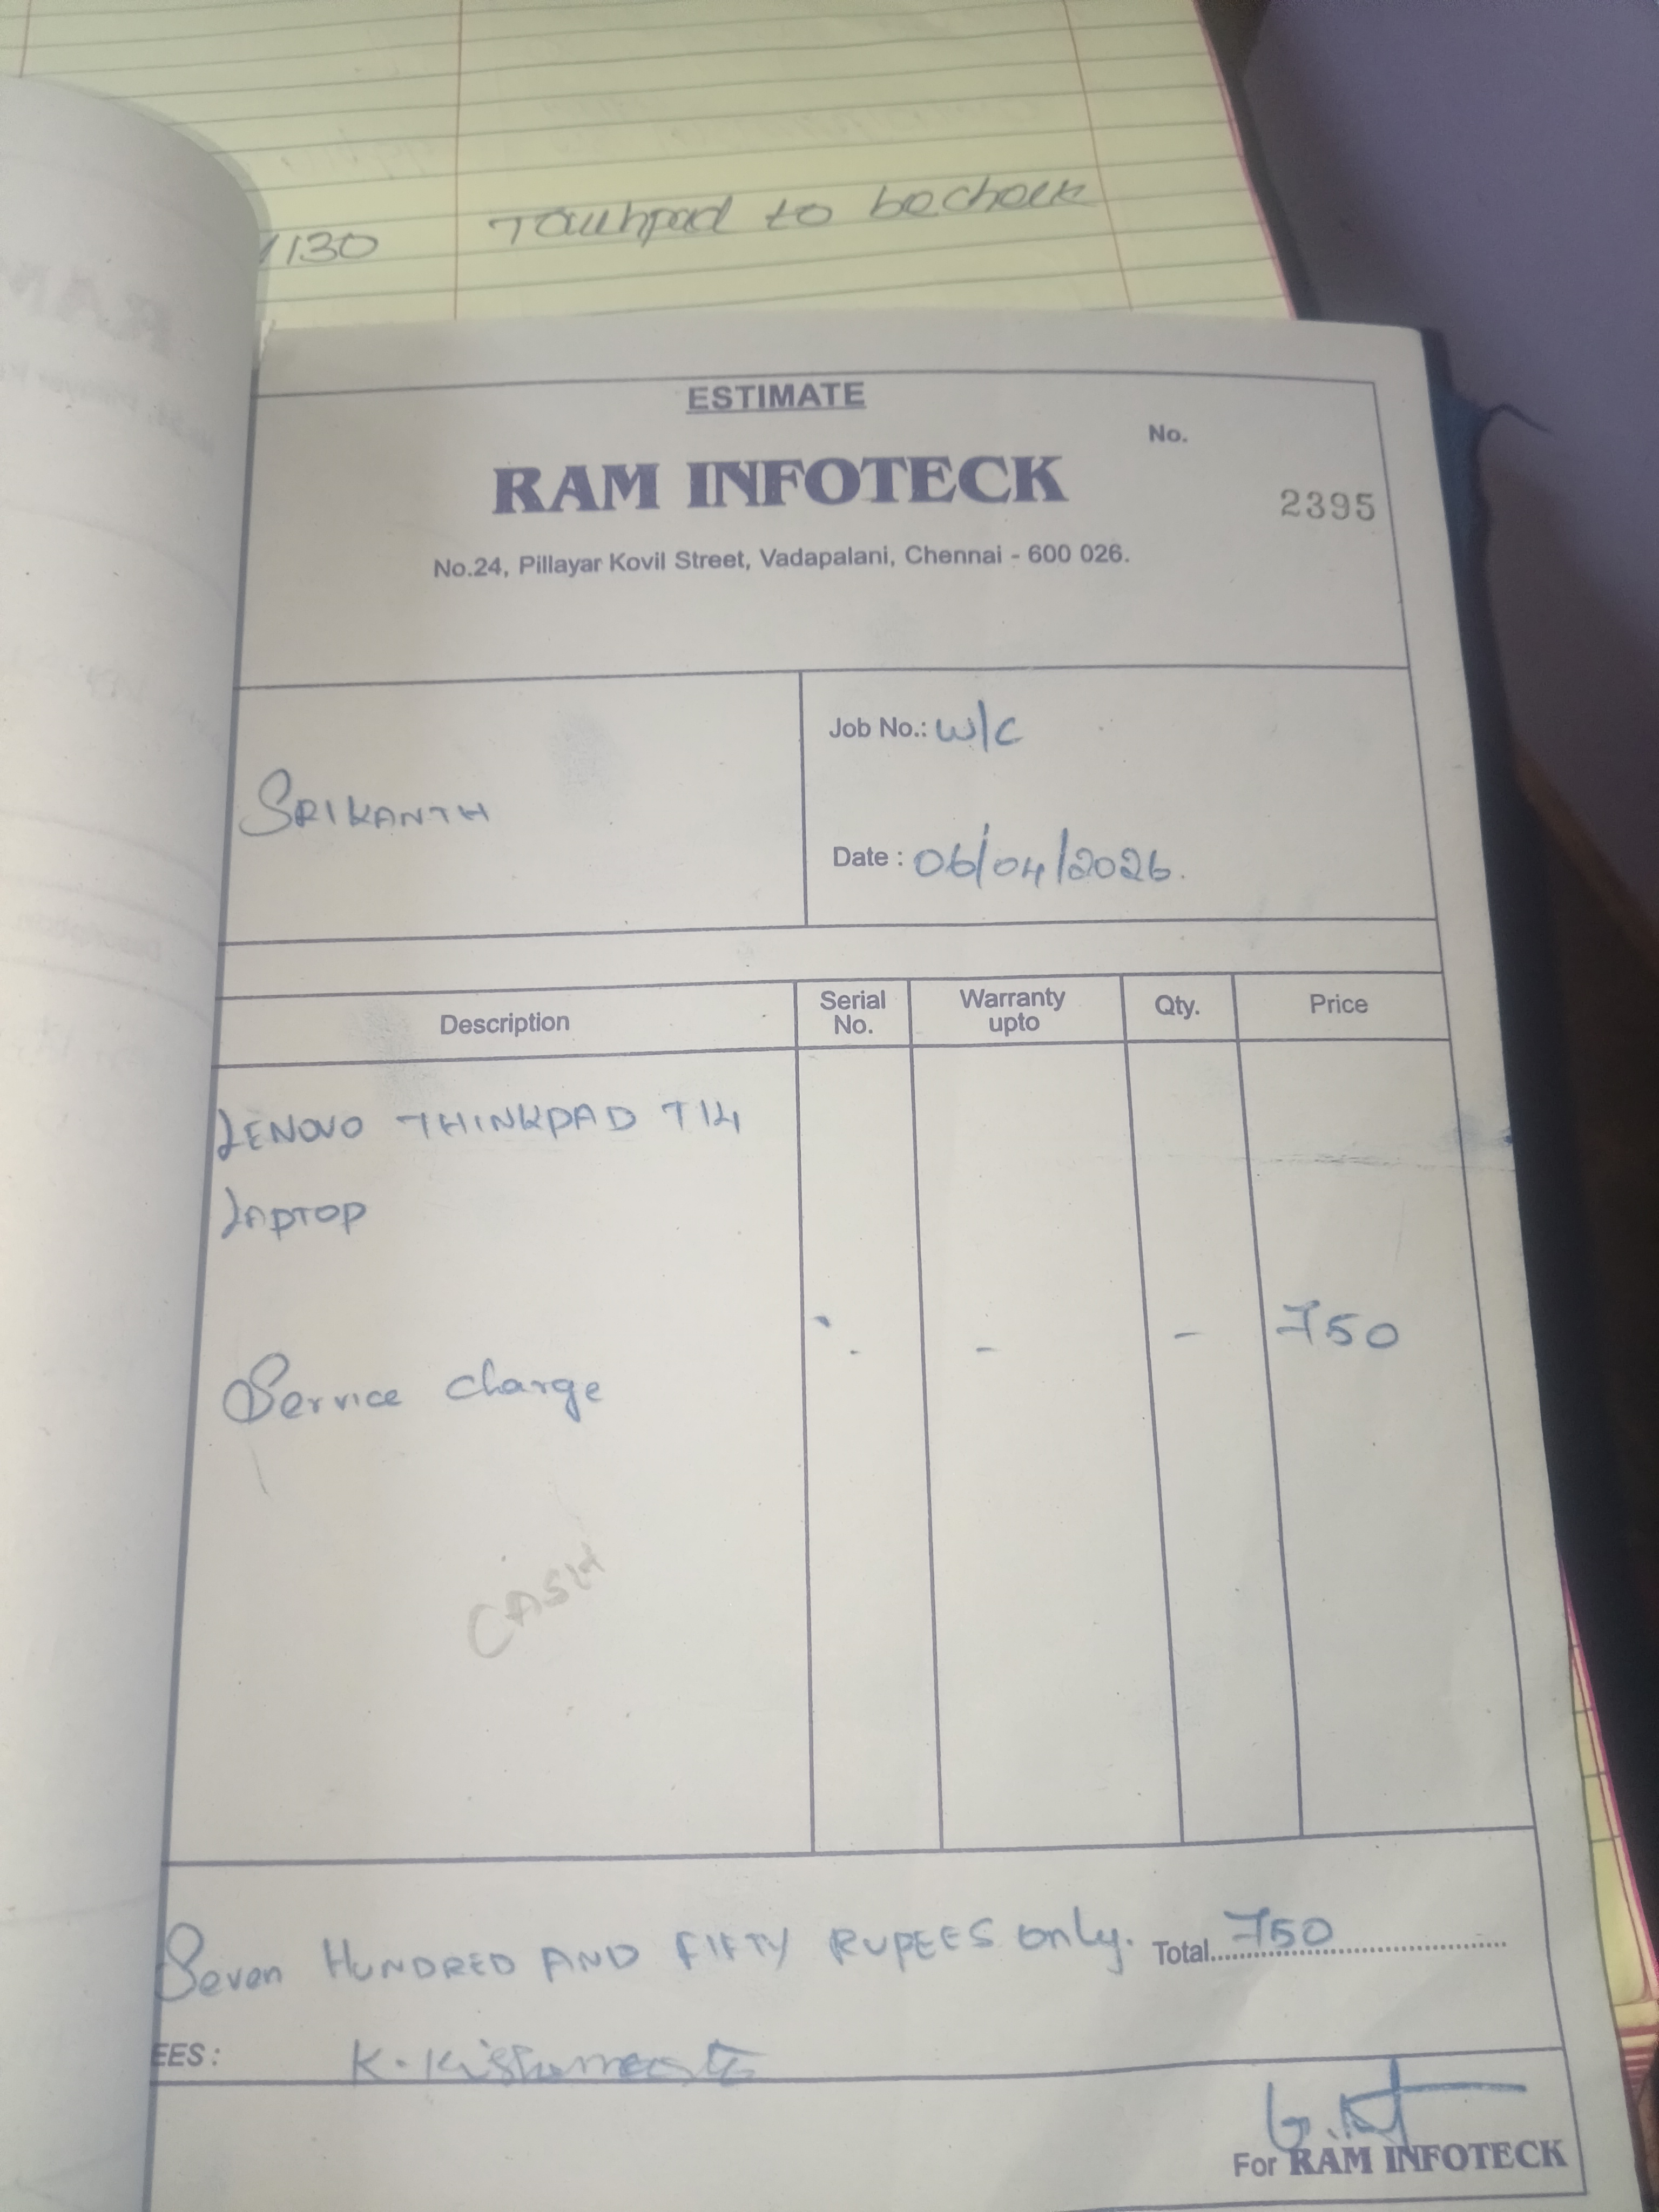 1130 Touhpad to be check
ESTIMATE
No.
RAM INFOTECK
2395
No.24, Pillayar Kovil Street, Vadapalani, Chennai - 600 026.
Job No.: w/c
SRIKANTH
Date : 06/04/2026.
Description Serial No. Warranty upto Qty. Price
LENOVO THINKPAD T14
LAPTOP
Service charge - - - 750
CASH
Seven HUNDRED AND FIFTY RUPEES only. Total 750
EES :
K.
For RAM INFOTECK